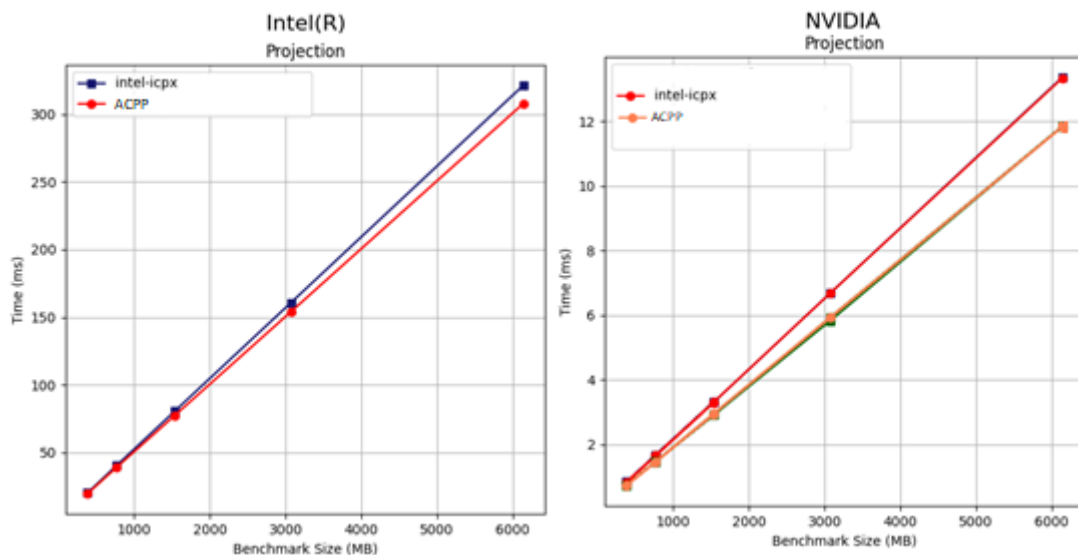 Intel(R)
Projection
intel-icpx
ACPP
300
250
200
150
100
50
Time (ms)
1000
2000
3000
4000
5000
6000
Benchmark Size (MB)
NVIDIA
Projection
intel-icpx
ACPP
12
10
8
6
4
2
Time (ms)
1000
2000
3000
4000
5000
6000
Benchmark Size (MB)